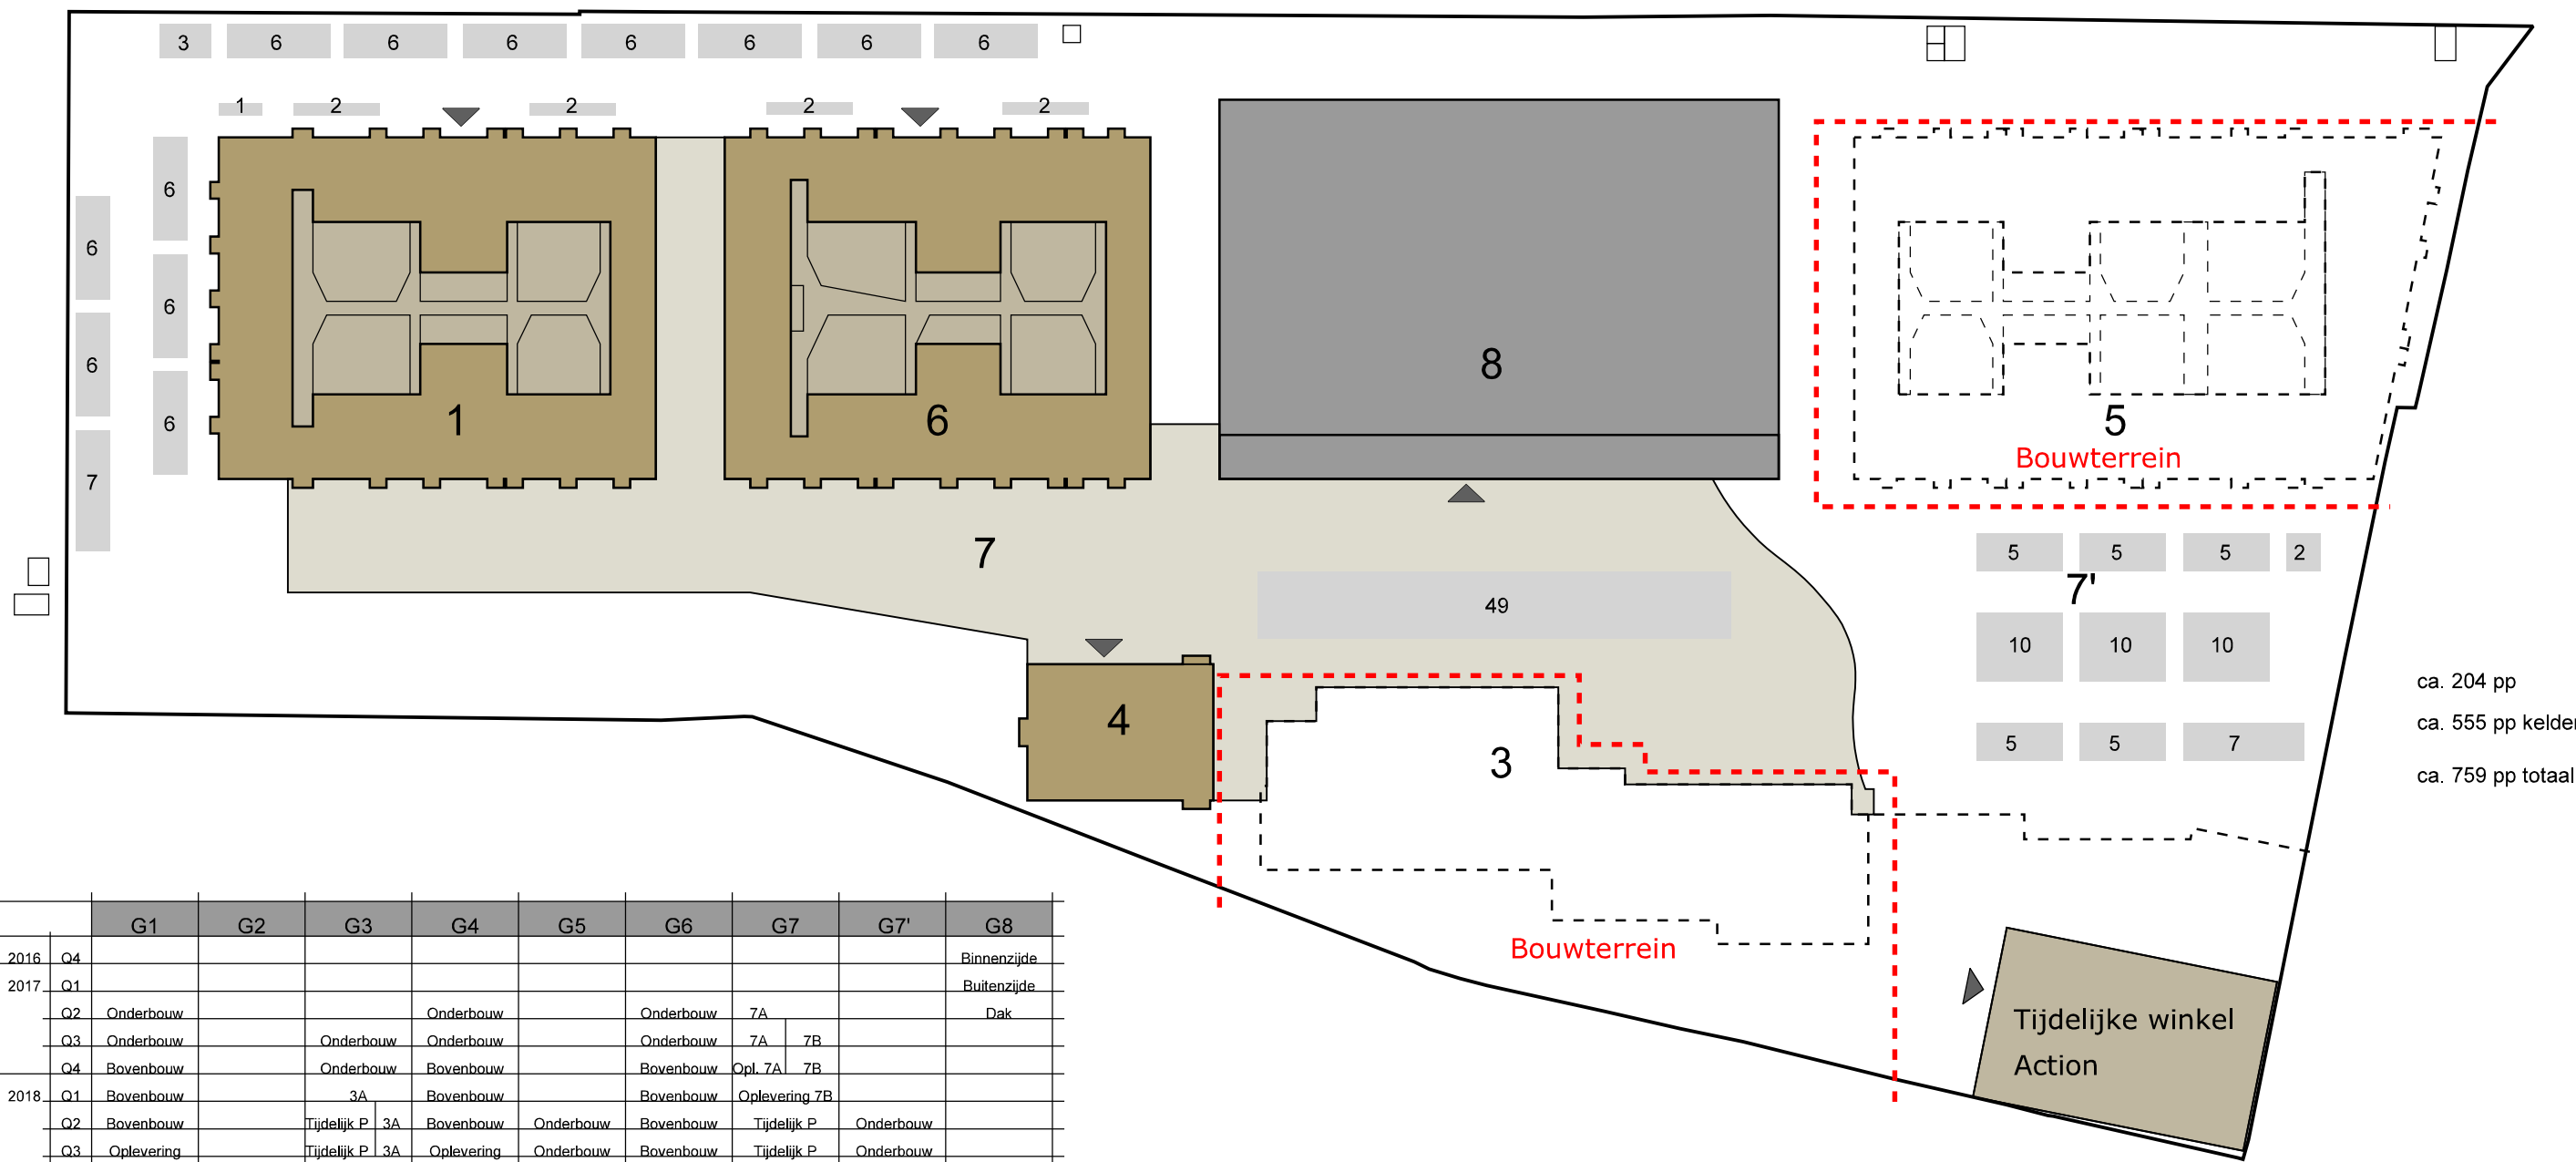 3 6 6 6 6 6 6 6
1 2 2 2 2
6
6
6
6
6
6
7
1
6
8
5
Bouwterrein
7
5 5 5 2
7'
49
10 10 10
ca. 204 pp
4
ca. 555 pp kelder
3
5 5 7
ca. 759 pp totaal
Bouwterrein
Tijdelijke winkel
Action
G1 G2 G3 G4 G5 G6 G7 G7' G8
2016 Q4 Binnenzijde
2017 Q1 Buitenzijde
Q2 Onderbouw Onderbouw Onderbouw 7A Dak
Q3 Onderbouw Onderbouw Onderbouw Onderbouw 7A 7B
Q4 Bovenbouw Onderbouw Bovenbouw Bovenbouw Opl. 7A 7B
2018 Q1 Bovenbouw 3A Bovenbouw Bovenbouw Oplevering 7B
Q2 Bovenbouw Tijdelijk P 3A Bovenbouw Onderbouw Bovenbouw Tijdelijk P Onderbouw
Q3 Oplevering Tijdelijk P 3A Oplevering Onderbouw Bovenbouw Tijdelijk P Onderbouw